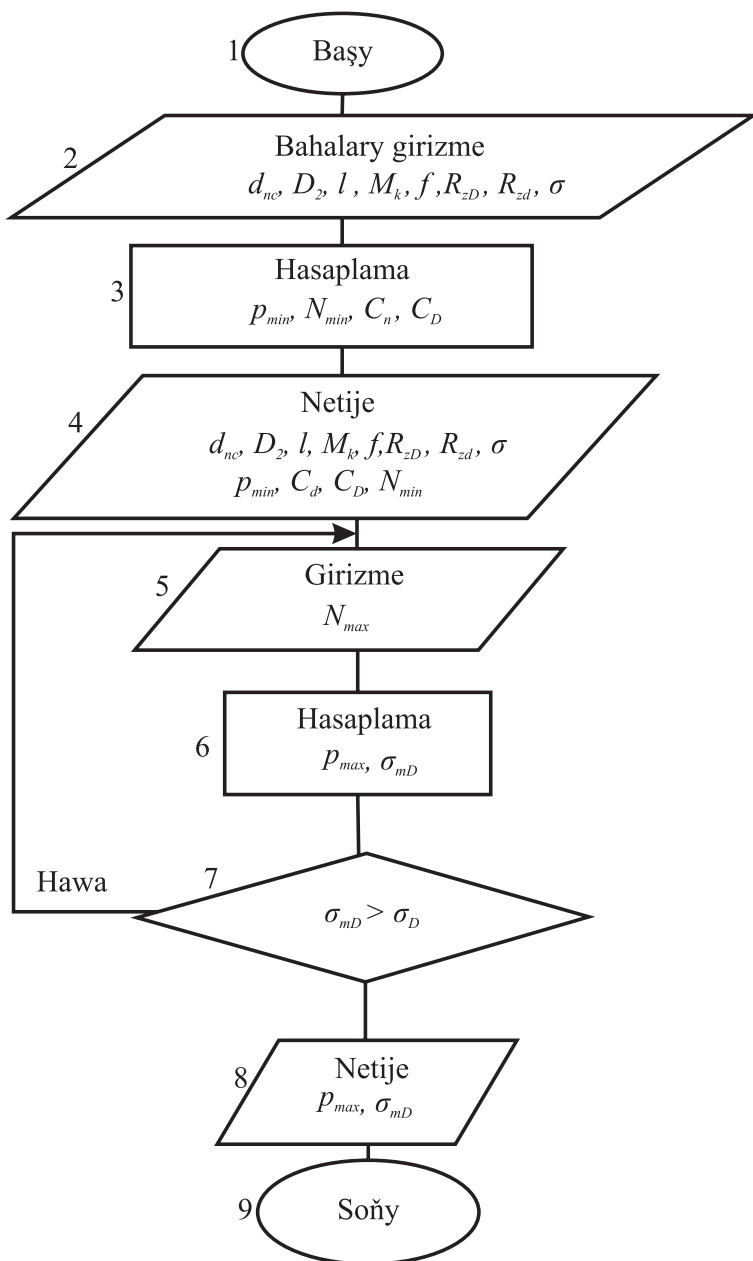 1 Başy
2 Bahalary girizme
d_nc, D_2, l, M_k, f, R_zD, R_zd, σ
3 Hasaplama
p_min, N_min, C_n, C_D
4 Netije
d_nc, D_2, l, M_k, f, R_zD, R_zd, σ
p_min, C_d, C_D, N_min
5 Girizme
N_max
6 Hasaplama
p_max, σ_mD
Hawa
7 σ_mD > σ_D
8 Netije
p_max, σ_mD
9 Soňy